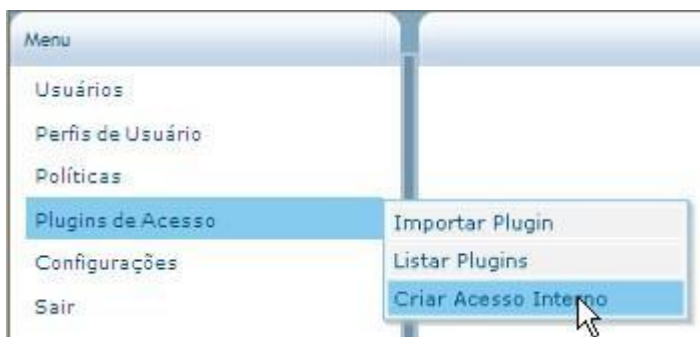 Menu
Usuários
Perfis de Usuário
Políticas
Plugins de Acesso
Importar Plugin
Listar Plugins
Criar Acesso Interno
Configurações
Sair